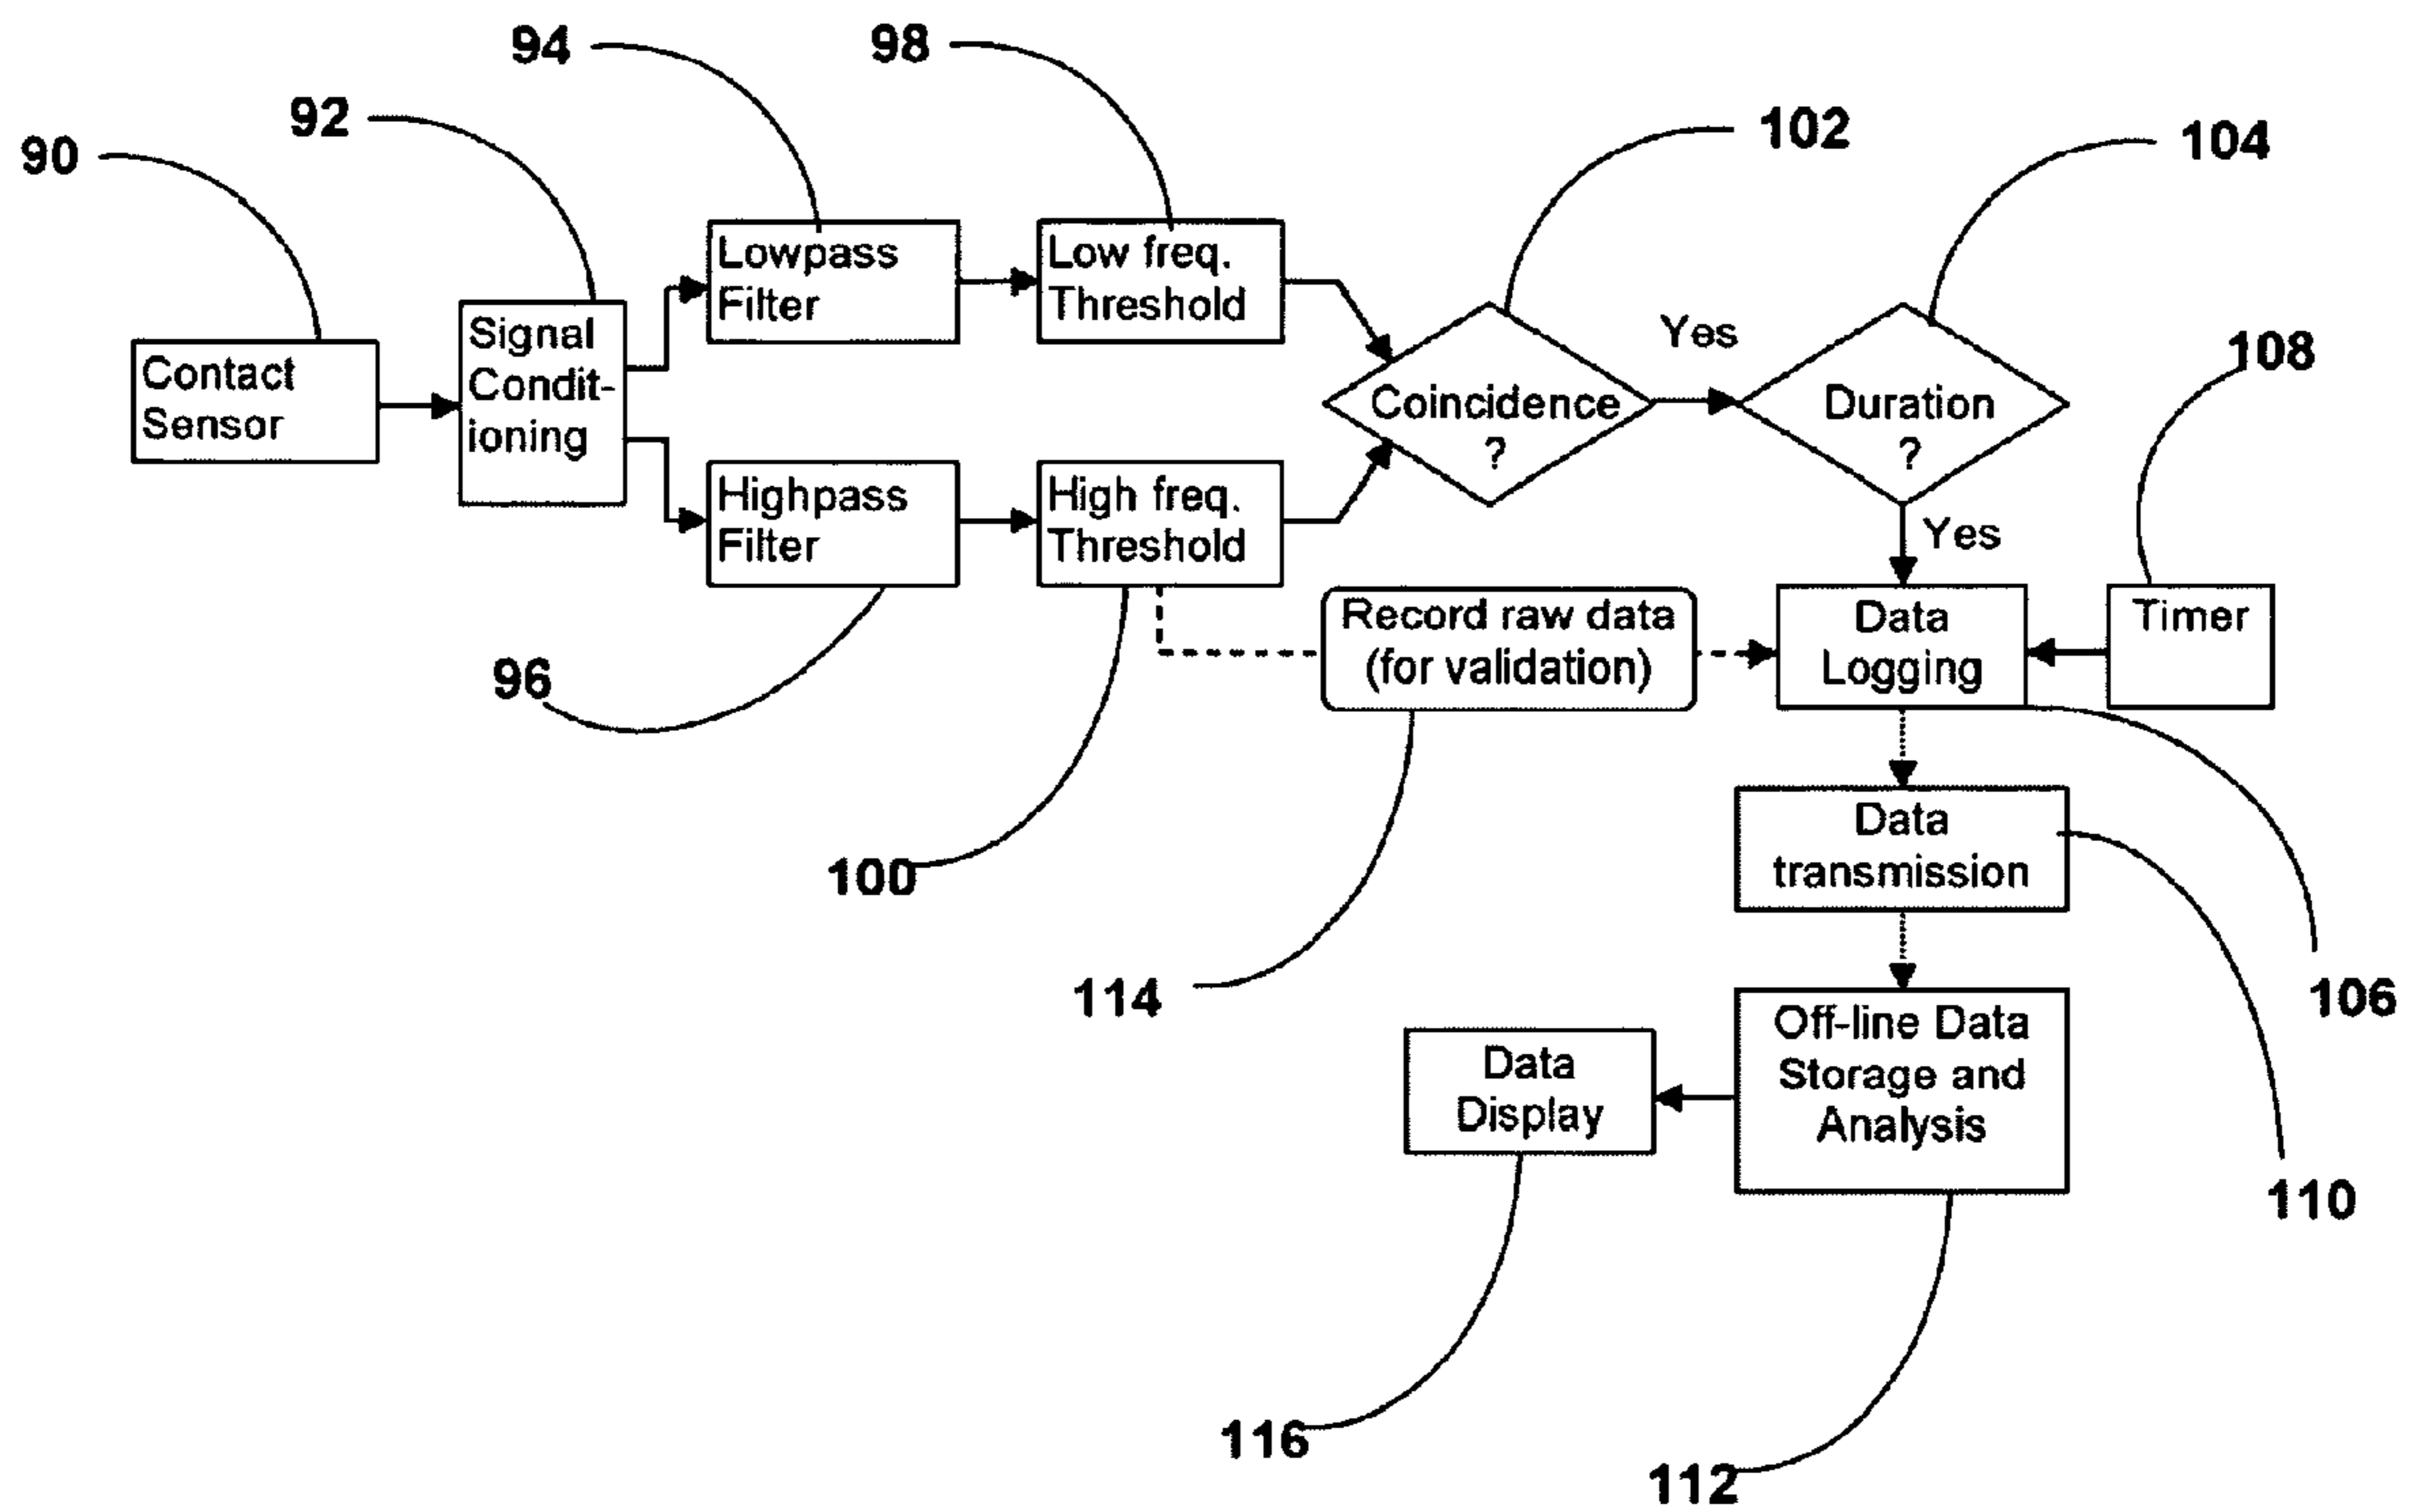 94
98
92
102
90
104
Lowpass
Filter
Low freq.
Threshold
Signal
Condit-
ioning
Yes
108
Contact
Sensor
Coincidence
?
Duration
?
Highpass
Filter
High freq.
Threshold
Yes
Record raw data
(for validation)
Data
Logging
Timer
96
Data
transmission
100
114
106
Off-line Data
Storage and
Analysis
Data
Display
110
116
112